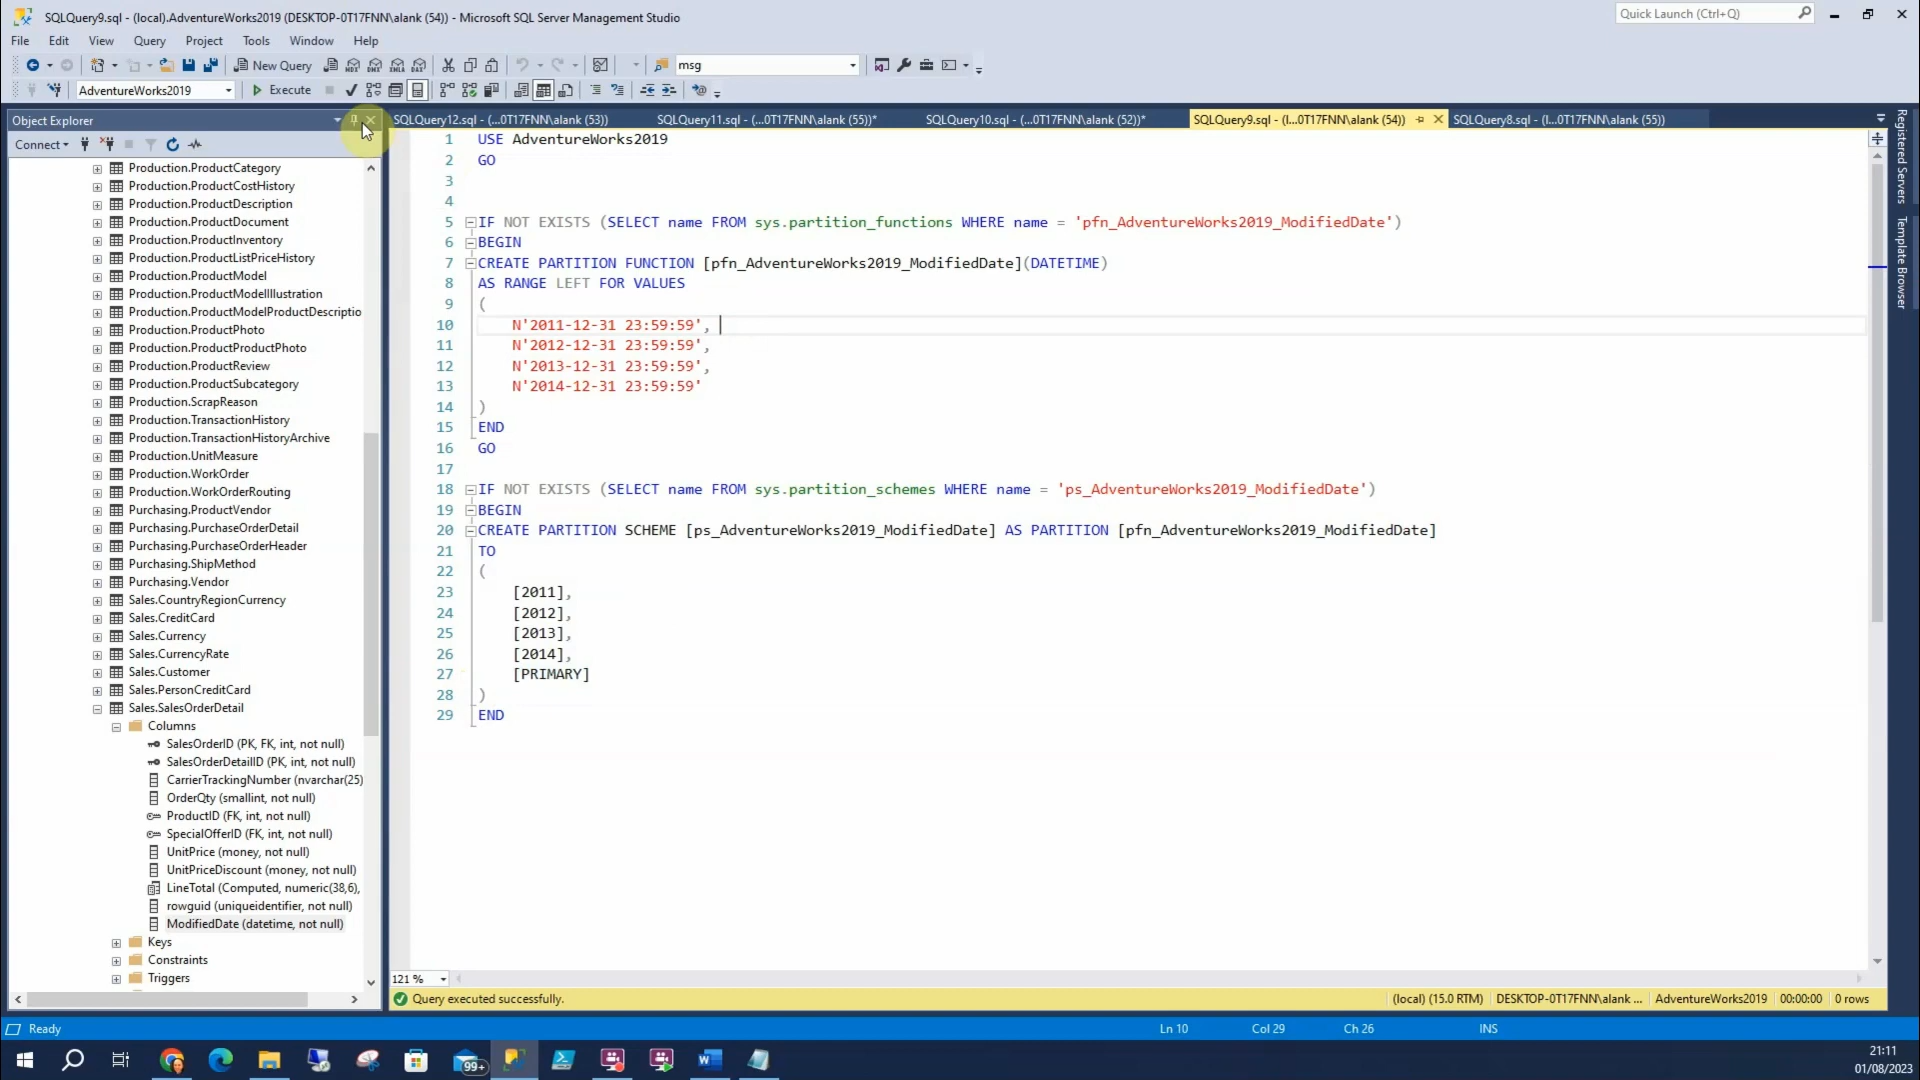 SQLQuery9.sql - (local).AdventureWorks2019 (DESKTOP-0T17FNN\alank (54)) - Microsoft SQL Server Management Studio
Quick Launch (Ctrl+Q)
File Edit View Query Project Tools Window Help
New Query
msg
AdventureWorks2019
Execute
Object Explorer
SQLQuery12.sql - (...0T17FNN\alank (53))
SQLQuery11.sql - (...0T17FNN\alank (55))*
SQLQuery10.sql - (...0T17FNN\alank (52))*
SQLQuery9.sql - (l...0T17FNN\alank (54))
SQLQuery8.sql - (l...0T17FNN\alank (55))
Connect
Production.ProductCategory
Production.ProductCostHistory
Production.ProductDescription
Production.ProductDocument
Production.ProductInventory
Production.ProductListPriceHistory
Production.ProductModel
Production.ProductModelIllustration
Production.ProductModelProductDescriptio
Production.ProductPhoto
Production.ProductProductPhoto
Production.ProductReview
Production.ProductSubcategory
Production.ScrapReason
Production.TransactionHistory
Production.TransactionHistoryArchive
Production.UnitMeasure
Production.WorkOrder
Production.WorkOrderRouting
Purchasing.ProductVendor
Purchasing.PurchaseOrderDetail
Purchasing.PurchaseOrderHeader
Purchasing.ShipMethod
Purchasing.Vendor
Sales.CountryRegionCurrency
Sales.CreditCard
Sales.Currency
Sales.CurrencyRate
Sales.Customer
Sales.PersonCreditCard
Sales.SalesOrderDetail
Columns
SalesOrderID (PK, FK, int, not null)
SalesOrderDetailID (PK, int, not null)
CarrierTrackingNumber (nvarchar(25)
OrderQty (smallint, not null)
ProductID (FK, int, not null)
SpecialOfferID (FK, int, not null)
UnitPrice (money, not null)
UnitPriceDiscount (money, not null)
LineTotal (Computed, numeric(38,6),
rowguid (uniqueidentifier, not null)
ModifiedDate (datetime, not null)
Keys
Constraints
Triggers
1 USE AdventureWorks2019
2 GO
3
4
5 IF NOT EXISTS (SELECT name FROM sys.partition_functions WHERE name = 'pfn_AdventureWorks2019_ModifiedDate')
6 BEGIN
7 CREATE PARTITION FUNCTION [pfn_AdventureWorks2019_ModifiedDate](DATETIME)
8 AS RANGE LEFT FOR VALUES
9 (
10 N'2011-12-31 23:59:59',
11 N'2012-12-31 23:59:59',
12 N'2013-12-31 23:59:59',
13 N'2014-12-31 23:59:59'
14 )
15 END
16 GO
17
18 IF NOT EXISTS (SELECT name FROM sys.partition_schemes WHERE name = 'ps_AdventureWorks2019_ModifiedDate')
19 BEGIN
20 CREATE PARTITION SCHEME [ps_AdventureWorks2019_ModifiedDate] AS PARTITION [pfn_AdventureWorks2019_ModifiedDate]
21 TO
22 (
23 [2011],
24 [2012],
25 [2013],
26 [2014],
27 [PRIMARY]
28 )
29 END
Registered Servers
Template Browser
121 %
Query executed successfully.
(local) (15.0 RTM) DESKTOP-0T17FNN\alank ... AdventureWorks2019 00:00:00 0 rows
Ready
Ln 10 Col 29 Ch 26 INS
99+
21:11
01/08/2023